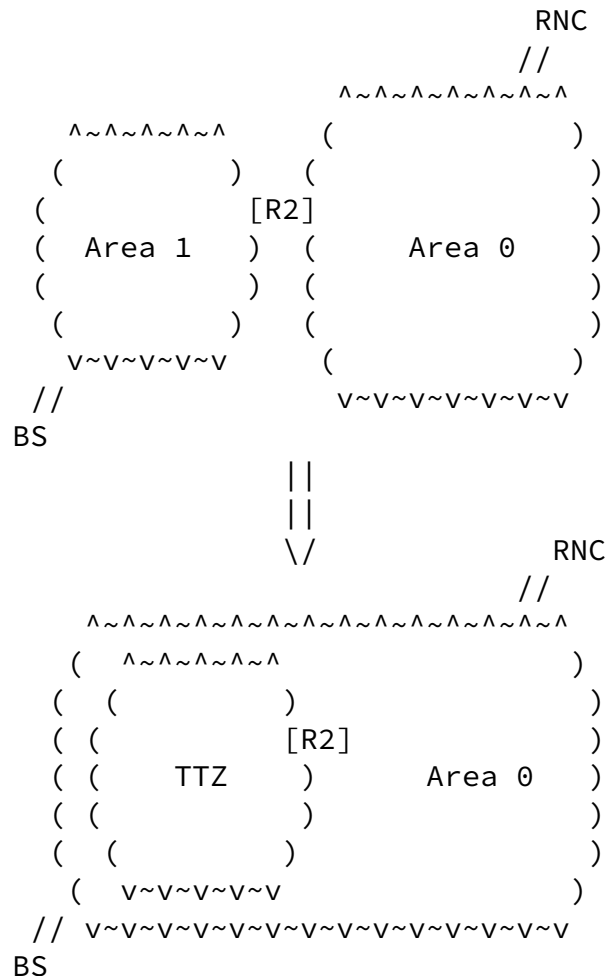 RNC
                            //
                  ^~^~^~^~^~^~^
   ^~^~^~^~^     (             )
  (         )   (               )
 (           [R2]               )
 (  Area 1   )  (     Area 0    )
 (           )  (               )
  (         )   (               )
   v~v~v~v~v     (             )
 //               v~v~v~v~v~v~v
BS
               ||
               ||
               \/             RNC
                            //
    ^~^~^~^~^~^~^~^~^~^~^~^~^~^
   (  ^~^~^~^~^                )
  (  (         )                )
  ( (          [R2]             )
  ( (    TTZ    )      Area 0   )
  ( (           )               )
  (  (         )                )
   (  v~v~v~v~v                )
 // v~v~v~v~v~v~v~v~v~v~v~v~v~v
BS